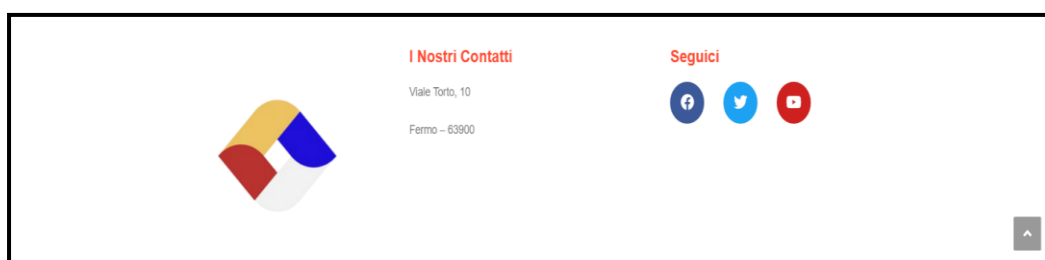 I Nostri Contatti
Viale Torto, 10
Fermo – 63900
Seguici